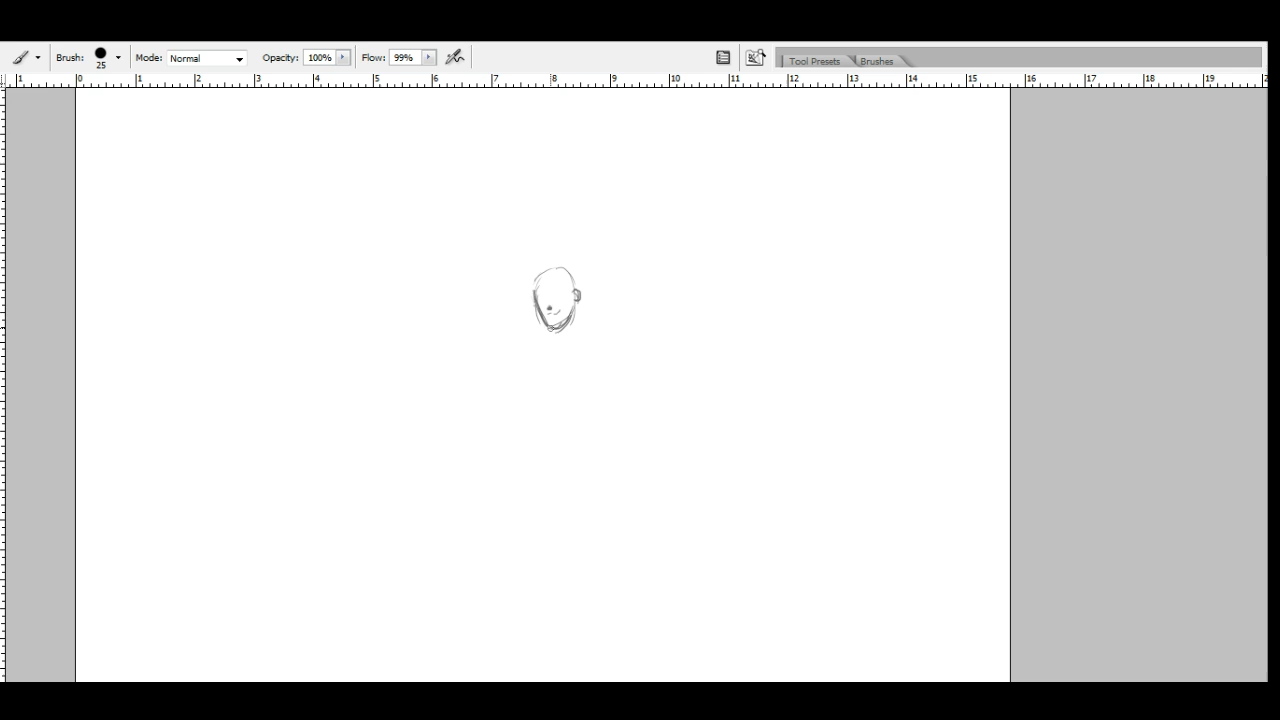 Brush: 25 Mode: Normal Opacity: 100% Flow: 99% Tool Presets Brushes
1 0 1 2 3 4 5 6 7 8 9 10 11 12 13 14 15 16 17 18 19